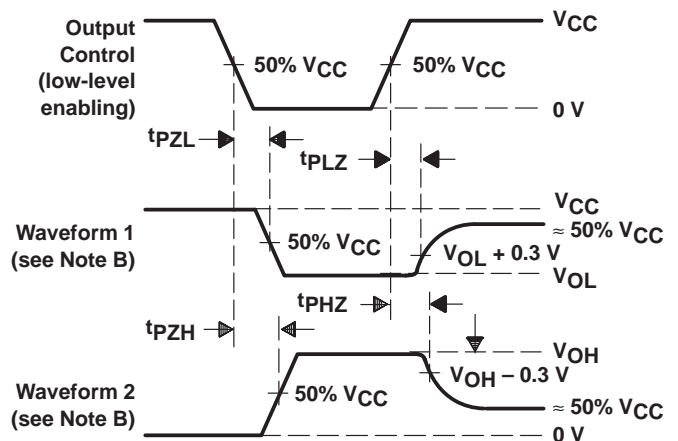 Output
Control
(low-level
enabling)
VCC
50% VCC
50% VCC
0 V
tPZL
tPLZ
VCC
Waveform 1
(see Note B)
50% VCC
≈ 50% VCC
VOL + 0.3 V
VOL
tPHZ
tPZH
VOH
Waveform 2
(see Note B)
50% VCC
VOH – 0.3 V
≈ 50% VCC
0 V